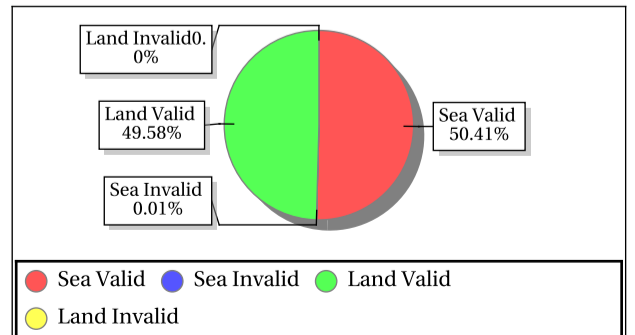 Land Invalid0.
0%
Land Valid
49.58%
Sea Valid
50.41%
Sea Invalid
0.01%
Sea Valid Sea Invalid Land Valid
Land Invalid